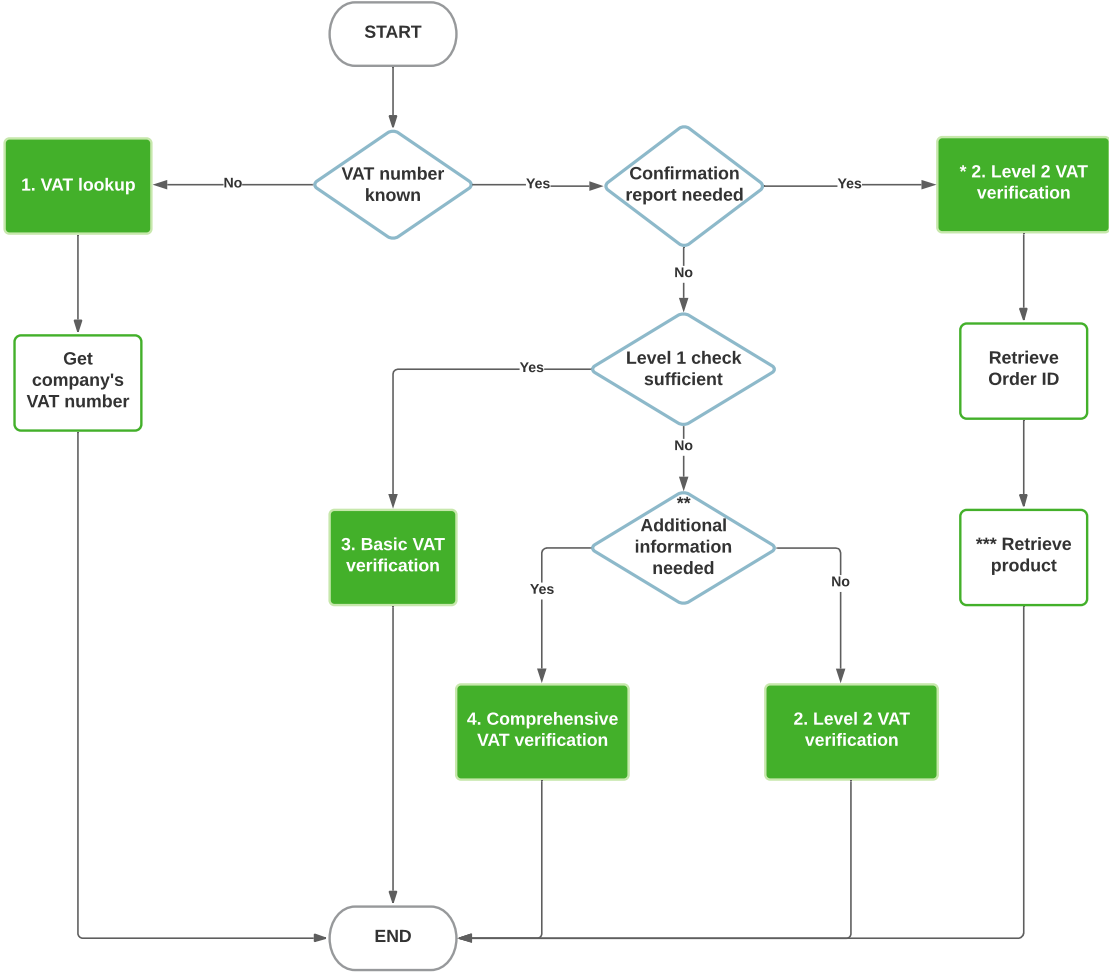 START
1. VAT lookup
No
VAT number
known
Yes
Confirmation
report needed
Yes
* 2. Level 2 VAT
verification
No
Get
company's
VAT number
Yes
Level 1 check
sufficient
Retrieve
Order ID
No
3. Basic VAT
verification
**
Additional
information
needed
*** Retrieve
product
Yes
No
4. Comprehensive
VAT verification
2. Level 2 VAT
verification
END